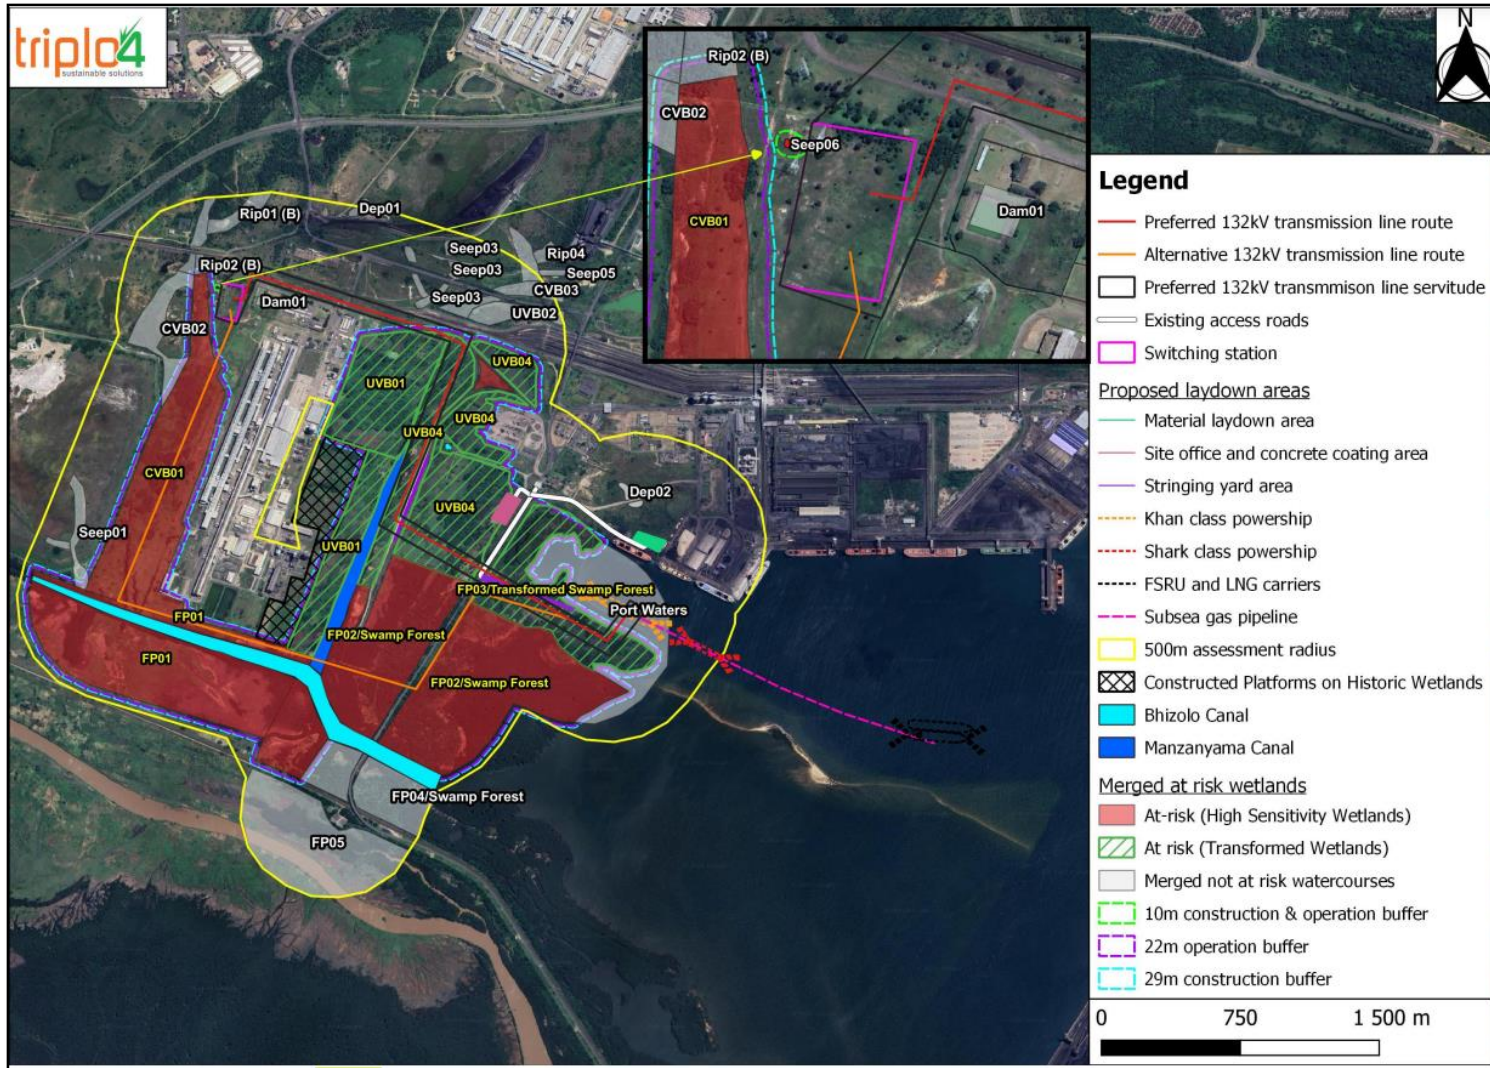 triplo4
sustainable solutions
N
Rip02 (B)
CVB02
Seep06
CVB01
Dam01
Rip01 (B)
Dep01
Seep03
Rip04
Seep03
Seep05
Rip02 (B)
CVB03
Seep03
Dam01
UVB02
CVB02
UVB04
UVB01
UVB04
UVB04
CVB01
Dep02
UVB04
Seep01
UVB01
FP03/Transformed Swamp Forest
Port Waters
FP01
FP02/Swamp Forest
FP01
FP02/Swamp Forest
FP04/Swamp Forest
FP05
Legend
Preferred 132kV transmission line route
Alternative 132kV transmission line route
Preferred 132kV transmmison line servitude
Existing access roads
Switching station
Proposed laydown areas
Material laydown area
Site office and concrete coating area
Stringing yard area
Khan class powership
Shark class powership
FSRU and LNG carriers
Subsea gas pipeline
500m assessment radius
Constructed Platforms on Historic Wetlands
Bhizolo Canal
Manzanyama Canal
Merged at risk wetlands
At-risk (High Sensitivity Wetlands)
At risk (Transformed Wetlands)
Merged not at risk watercourses
10m construction & operation buffer
22m operation buffer
29m construction buffer
0 750 1 500 m